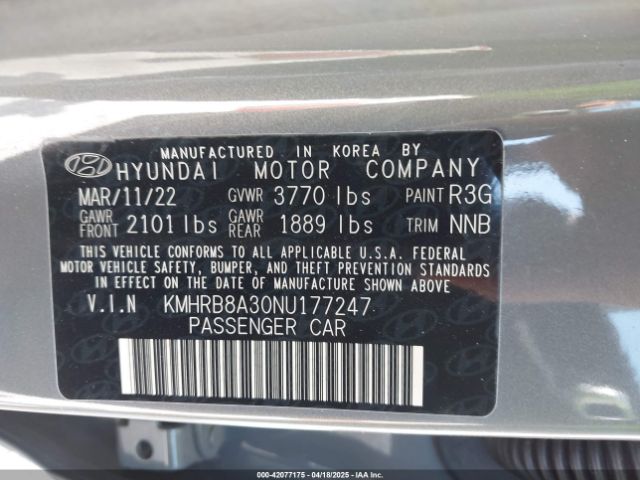 MANUFACTURED IN KOREA BY
HYUNDAI MOTOR COMPANY
MAR/11/22 GVWR 3770 lbs PAINT R3G
GAWR FRONT 2101 lbs GAWR REAR 1889 lbs TRIM NNB
THIS VEHICLE CONFORMS TO ALL APPLICABLE U.S.A. FEDERAL
MOTOR VEHICLE SAFETY, BUMPER, AND THEFT PREVENTION STANDARDS
IN EFFECT ON THE DATE OF MANUFACTURE SHOWN ABOVE.
V.I.N KMHRB8A30NU177247
PASSENGER CAR
000-42077175 - 04/18/2025 - IAAI.com